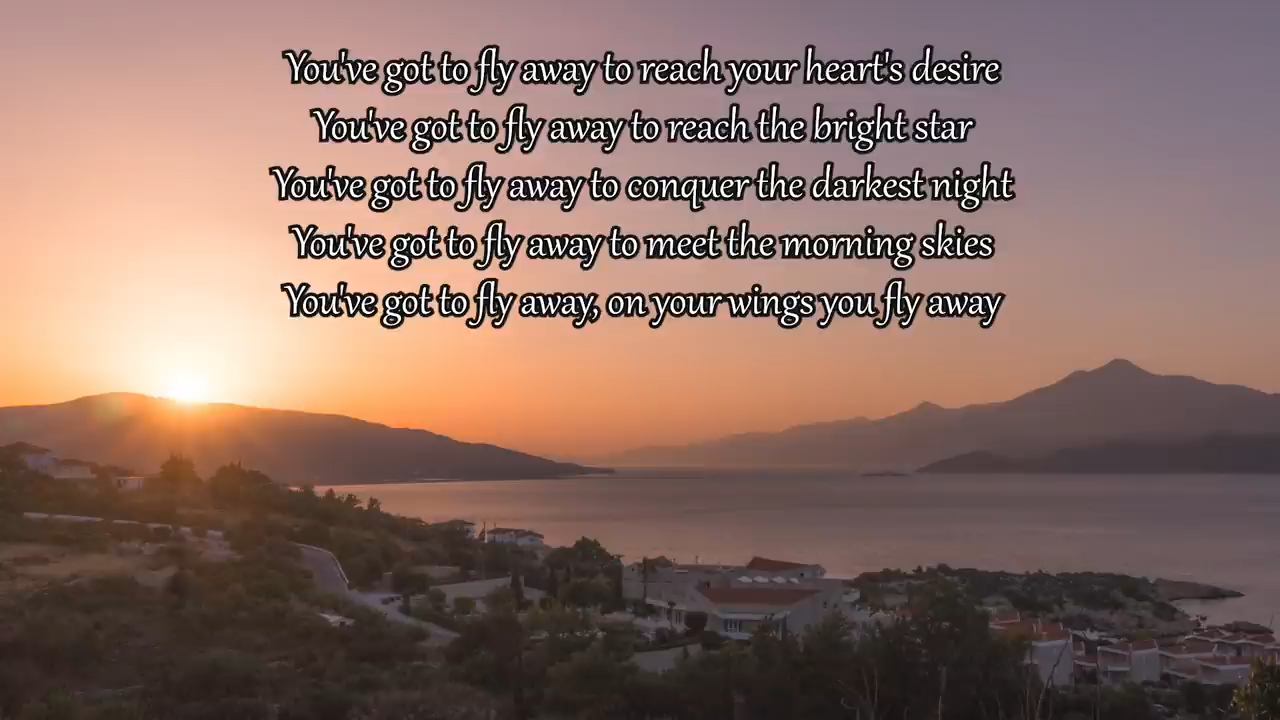 You've got to fly away to reach your heart's desire
You've got to fly away to reach the bright star
You've got to fly away to conquer the darkest night
You've got to fly away to meet the morning skies
You've got to fly away, on your wings you fly away